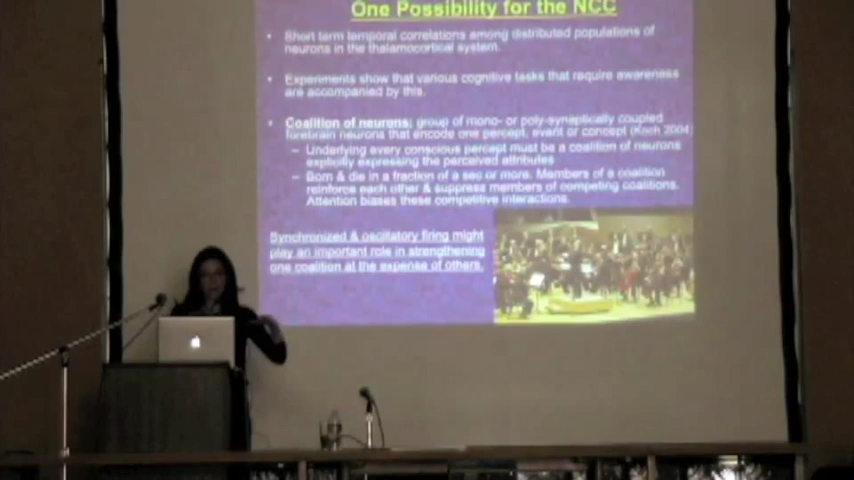 One Possibility for the NCC
• Short term temporal correlations among distributed populations of
neurons in the thalamocortical system.
• Experiments show that various cognitive tasks that require awareness
are accompanied by this.
• Coalition of neurons: group of mono- or poly-synaptically coupled
forebrain neurons that encode one percept, event or concept (Koch 2004)
– Underlying every conscious percept must be a coalition of neurons
explicitly expressing the perceived attributes
– Born & die in a fraction of a sec or more. Members of a coalition
reinforce each other & suppress members of competing coalitions.
Attention biases these competitive interactions.
Synchronized & oscillatory firing might
play an important role in strengthening
one coalition at the expense of others.